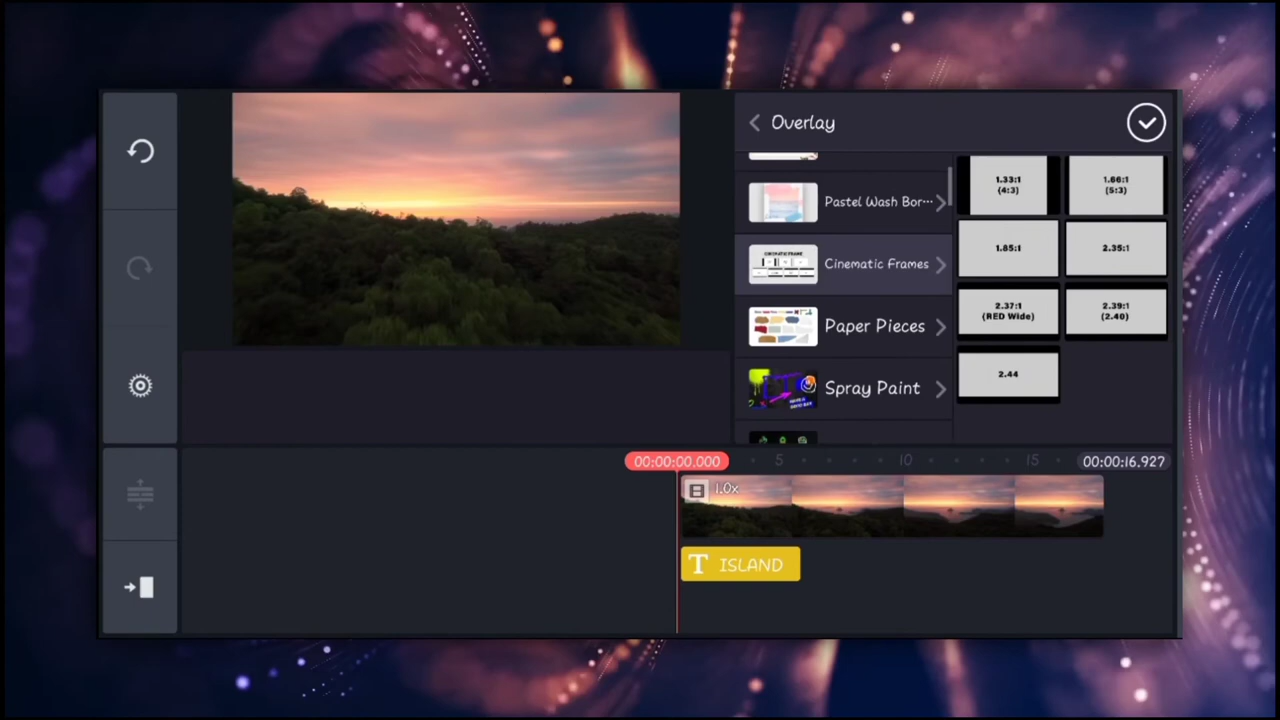 Overlay
Pastel Wash Bor···
Cinematic Frames
Paper Pieces
Spray Paint
CINEMATIC FRAME
1.33:1
(4:3)
1.66:1
(5:3)
1.85:1
2.35:1
2.37:1
(RED Wide)
2.39:1
(2.40)
2.44
00:00:00.000
5
10
15
00:00:16.927
1.0x
T ISLAND